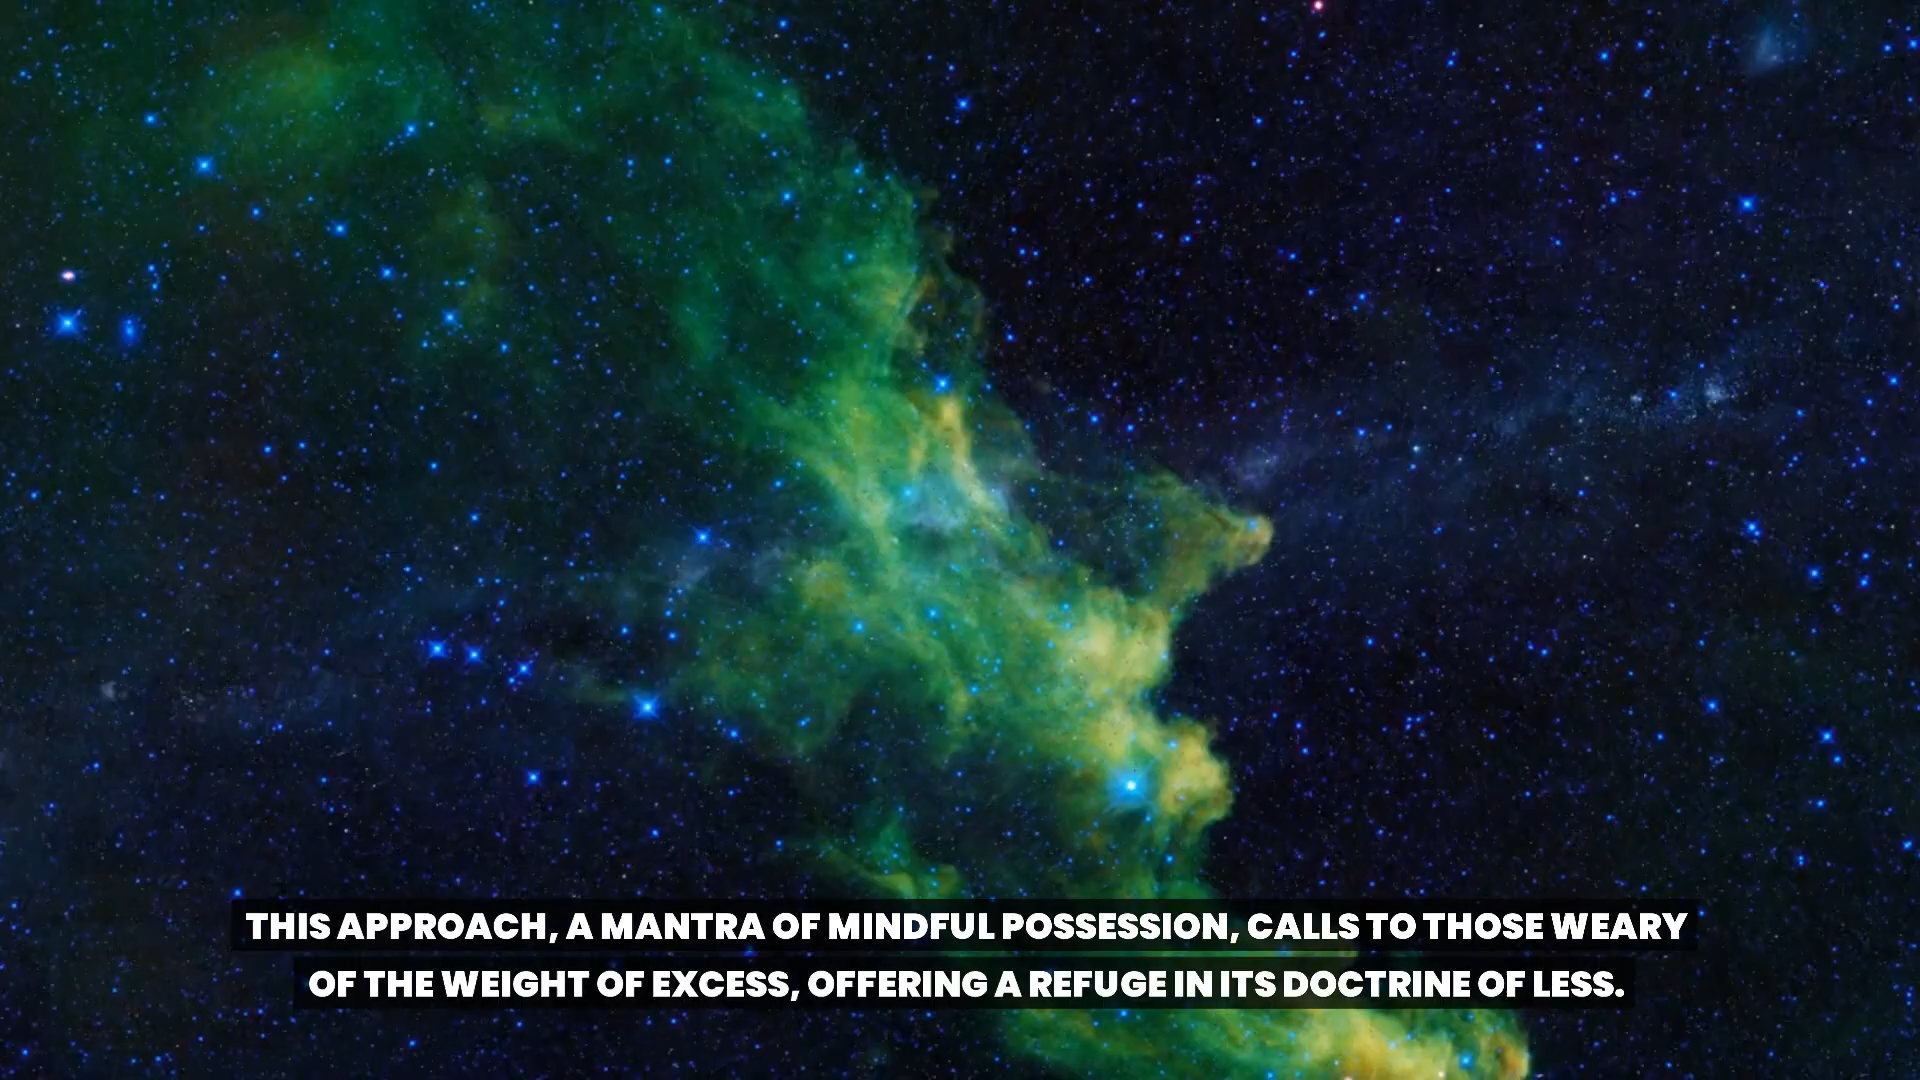 THIS APPROACH, A MANTRA OF MINDFUL POSSESSION, CALLS TO THOSE WEARY
OF THE WEIGHT OF EXCESS, OFFERING A REFUGE IN ITS DOCTRINE OF LESS.